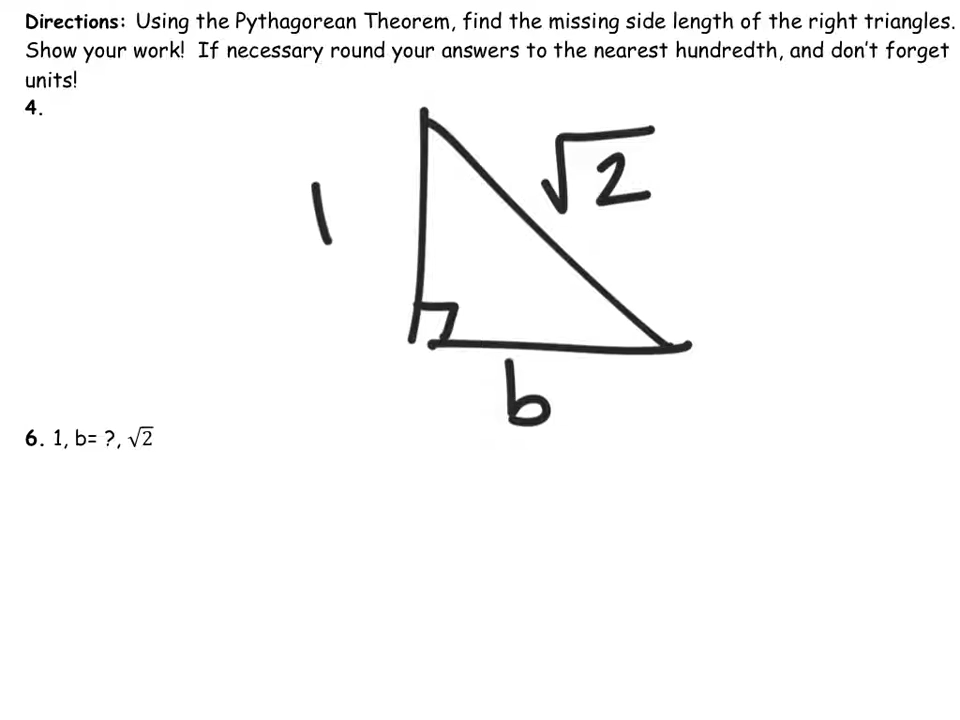 Directions: Using the Pythagorean Theorem, find the missing side length of the right triangles.
Show your work! If necessary round your answers to the nearest hundredth, and don't forget
units!
4.
√2
1
b
6. 1, b= ?, √2